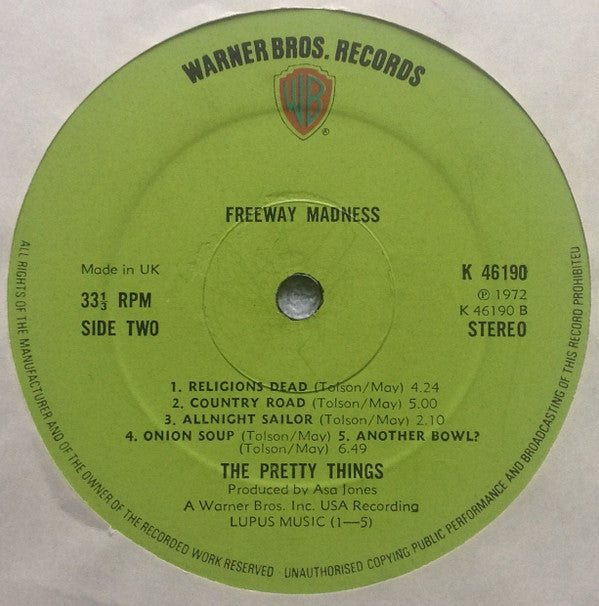 WARNER BROS. RECORDS
WB
®
FREEWAY MADNESS
Made in UK
33⅓ RPM
SIDE TWO
K 46190
℗ 1972
K 46190 B
STEREO
1. RELIGIONS DEAD (Tolson/May) 4.24
2. COUNTRY ROAD (Tolson/May) 5.00
3. ALLNIGHT SAILOR (Tolson/May) 2.10
4. ONION SOUP (Tolson/May) 5. ANOTHER BOWL?
(Tolson/May) 6.49
THE PRETTY THINGS
Produced by Asa Jones
A Warner Bros. Inc. USA Recording
LUPUS MUSIC (1—5)
ALL RIGHTS OF THE MANUFACTURER AND OF THE OWNER OF THE RECORDED WORK RESERVED · UNAUTHORISED COPYING PUBLIC PERFORMANCE AND BROADCASTING OF THIS RECORD PROHIBITED